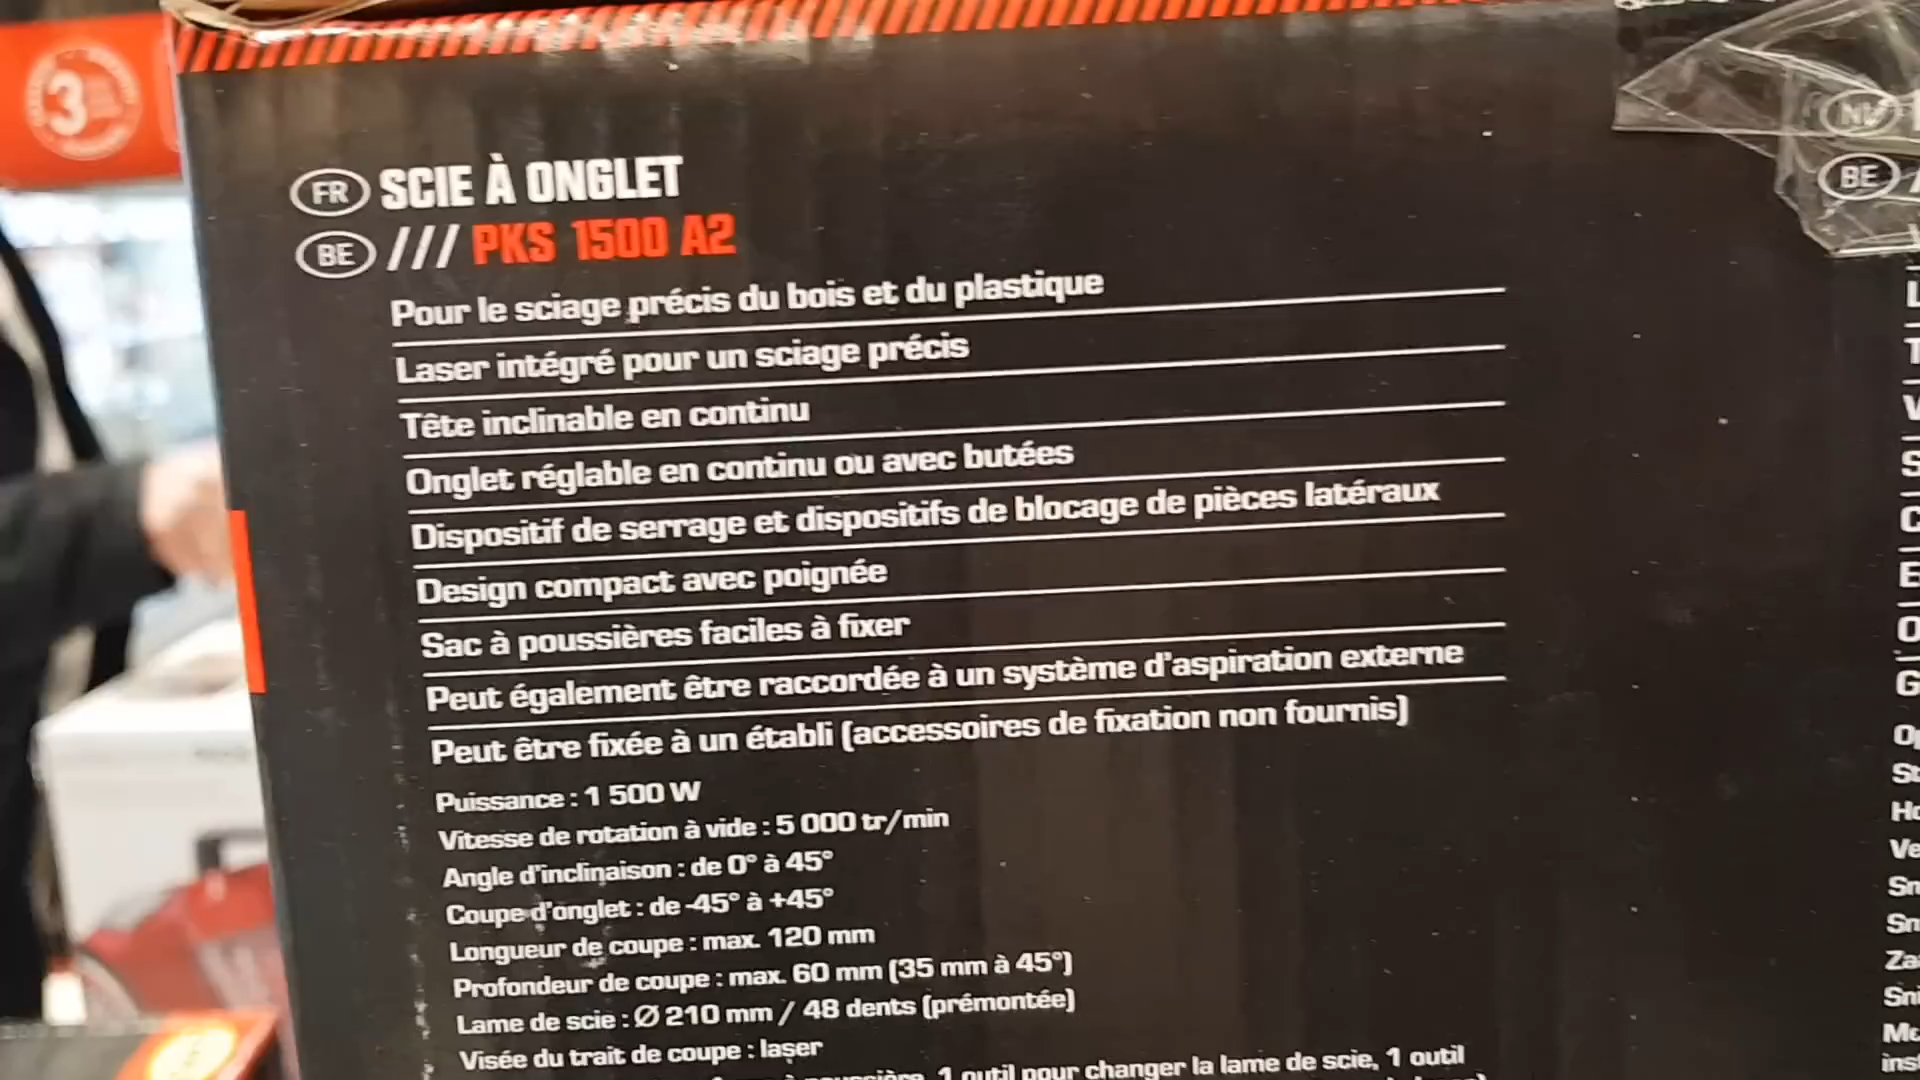 3
FR SCIE À ONGLET
BE /// PKS 1500 A2
Pour le sciage précis du bois et du plastique
Laser intégré pour un sciage précis
Tête inclinable en continu
Onglet réglable en continu ou avec butées
Dispositif de serrage et dispositifs de blocage de pièces latéraux
Design compact avec poignée
Sac à poussières faciles à fixer
Peut également être raccordée à un système d'aspiration externe
Peut être fixée à un établi (accessoires de fixation non fournis)
Puissance : 1 500 W
Vitesse de rotation à vide : 5 000 tr/min
Angle d'inclinaison : de 0° à 45°
Coupe d'onglet : de -45° à +45°
Longueur de coupe : max. 120 mm
Profondeur de coupe : max. 60 mm (35 mm à 45°)
Lame de scie : Ø 210 mm / 48 dents (prémontée)
Visée du trait de coupe : laser
1 outil pour changer la lame de scie, 1 outil
NL
BE